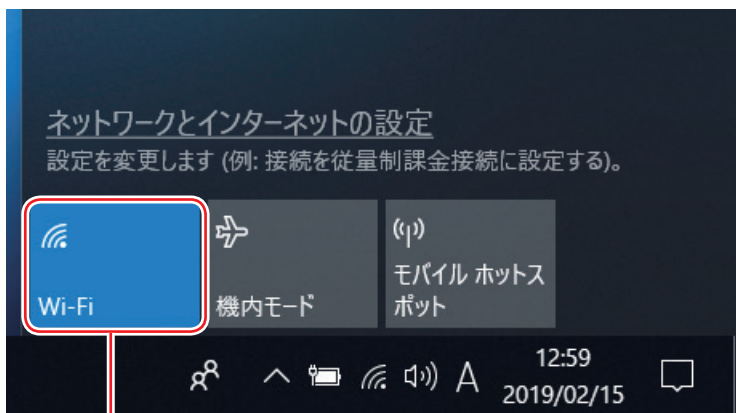 ネットワークとインターネットの設定
設定を変更します (例: 接続を従量制課金接続に設定する)。
Wi-Fi
機内モード
モバイル ホットス
ポット
A
12:59
2019/02/15